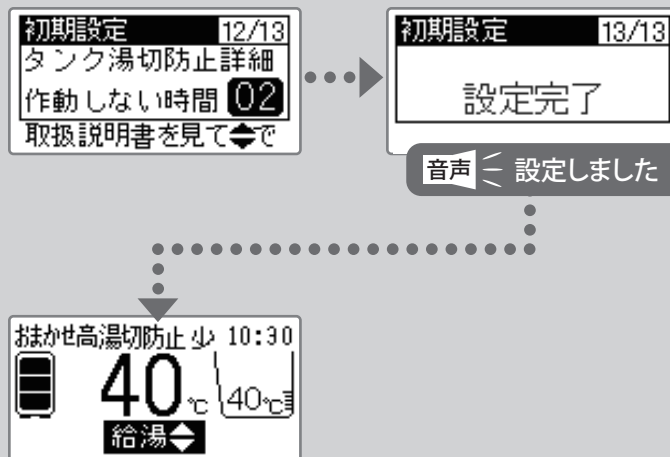 初期設定 12/13
タンク湯切防止詳細
作動しない時間 02
取扱説明書を見て◆で
初期設定 13/13
設定完了
音声 設定しました
おまかせ高湯切防止少 10:30
40℃ 40℃
給湯